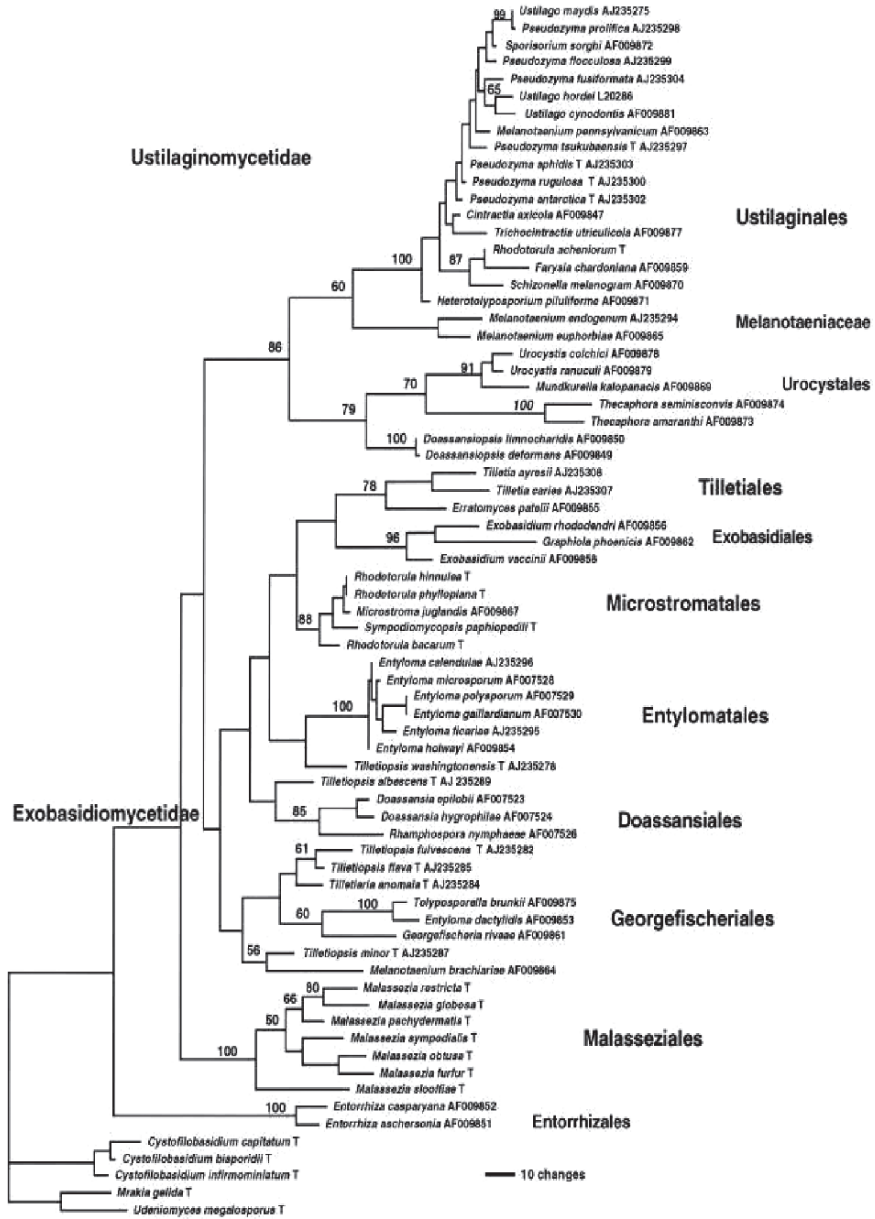 99
Ustilago maydis AJ235275
Pseudozyma prolifica AJ235298
Sporisorium sorghi AF009872
Pseudozyma flocculosa AJ235299
Pseudozyma fusiformata AJ235304
65
Ustilago hordei L20286
Ustilago cynodontis AF009881
Melanotaenium pennsylvanicum AF009863
Pseudozyma tsukubaensis T AJ235297
Ustilaginomycetidae
Pseudozyma aphidis T AJ235303
Pseudozyma rugulosa T AJ235300
Pseudozyma antarctica T AJ235302
Cintractia axicola AF009847
Ustilaginales
Trichocintractia utriculicola AF009877
Rhodotorula acheniorum T
100
87
Farysia chardoniana AF009859
Schizonella melanogram AF009870
60
Heterotolyposporium piluliforme AF009871
Melanotaenium endogenum AJ235294
Melanotaeniaceae
Melanotaenium euphorbiae AF009865
86
Urocystis colchici AF009878
91
Urocystis ranuculi AF009879
70
Mundkurella kalopanacis AF009869
Urocystales
100
Thecaphora seminisconvis AF009874
79
Thecaphora amaranthi AF009873
100
Doassansiopsis limnocharidis AF009850
Doassansiopsis deformans AF009849
Tilletia ayresii AJ235308
78
Tilletia caries AJ235307
Tilletiales
Erratomyces patelii AF009855
Exobasidium rhododendri AF009856
96
Graphiola phoenicis AF009862
Exobasidiales
Exobasidium vaccinii AF009858
Rhodotorula hinnulea T
Rhodotorula phylloplana T
Microstromatales
Microstroma juglandis AF009867
88
Sympodiomycopsis paphiopedili T
Rhodotorula bacarum T
Entyloma calendulae AJ235296
Entyloma microsporum AF007528
Entyloma polysporum AF007529
100
Entyloma gaillardianum AF007530
Entylomatales
Entyloma ficariae AJ235295
Entyloma holwayi AF009854
Tilletiopsis washingtonensis T AJ235278
Tilletiopsis albescens T AJ 235289
Doassansia epilobii AF007523
Exobasidiomycetidae
85
Doassansia hygrophilae AF007524
Doassansiales
Rhamphospora nymphaeae AF007526
61
Tilletiopsis fulvescens T AJ235282
Tilletiopsis flava T AJ235285
Tilletiaria anomala T AJ235284
100
Tolyposporella brunkii AF009875
60
Entyloma dactylidis AF009853
Georgefischeriales
Georgefischeria riveae AF009861
56
Tilletiopsis minor T AJ235287
Melanotaenium brachiariae AF009864
80
Malassezia restricta T
66
Malassezia globosa T
50
Malassezia pachydermatis T
Malassezia sympodialis T
Malasseziales
100
Malassezia obtusa T
Malassezia furfur T
Malassezia slooffiae T
100
Entorrhiza casparyana AF009852
Entorrhiza aschersonia AF009851
Entorrhizales
Cystofilobasidium capitatum T
Cystofilobasidium bisporidii T
Cystofilobasidium infirmominiatum T
10 changes
Mrakia gelida T
Udeniomyces megalosporus T